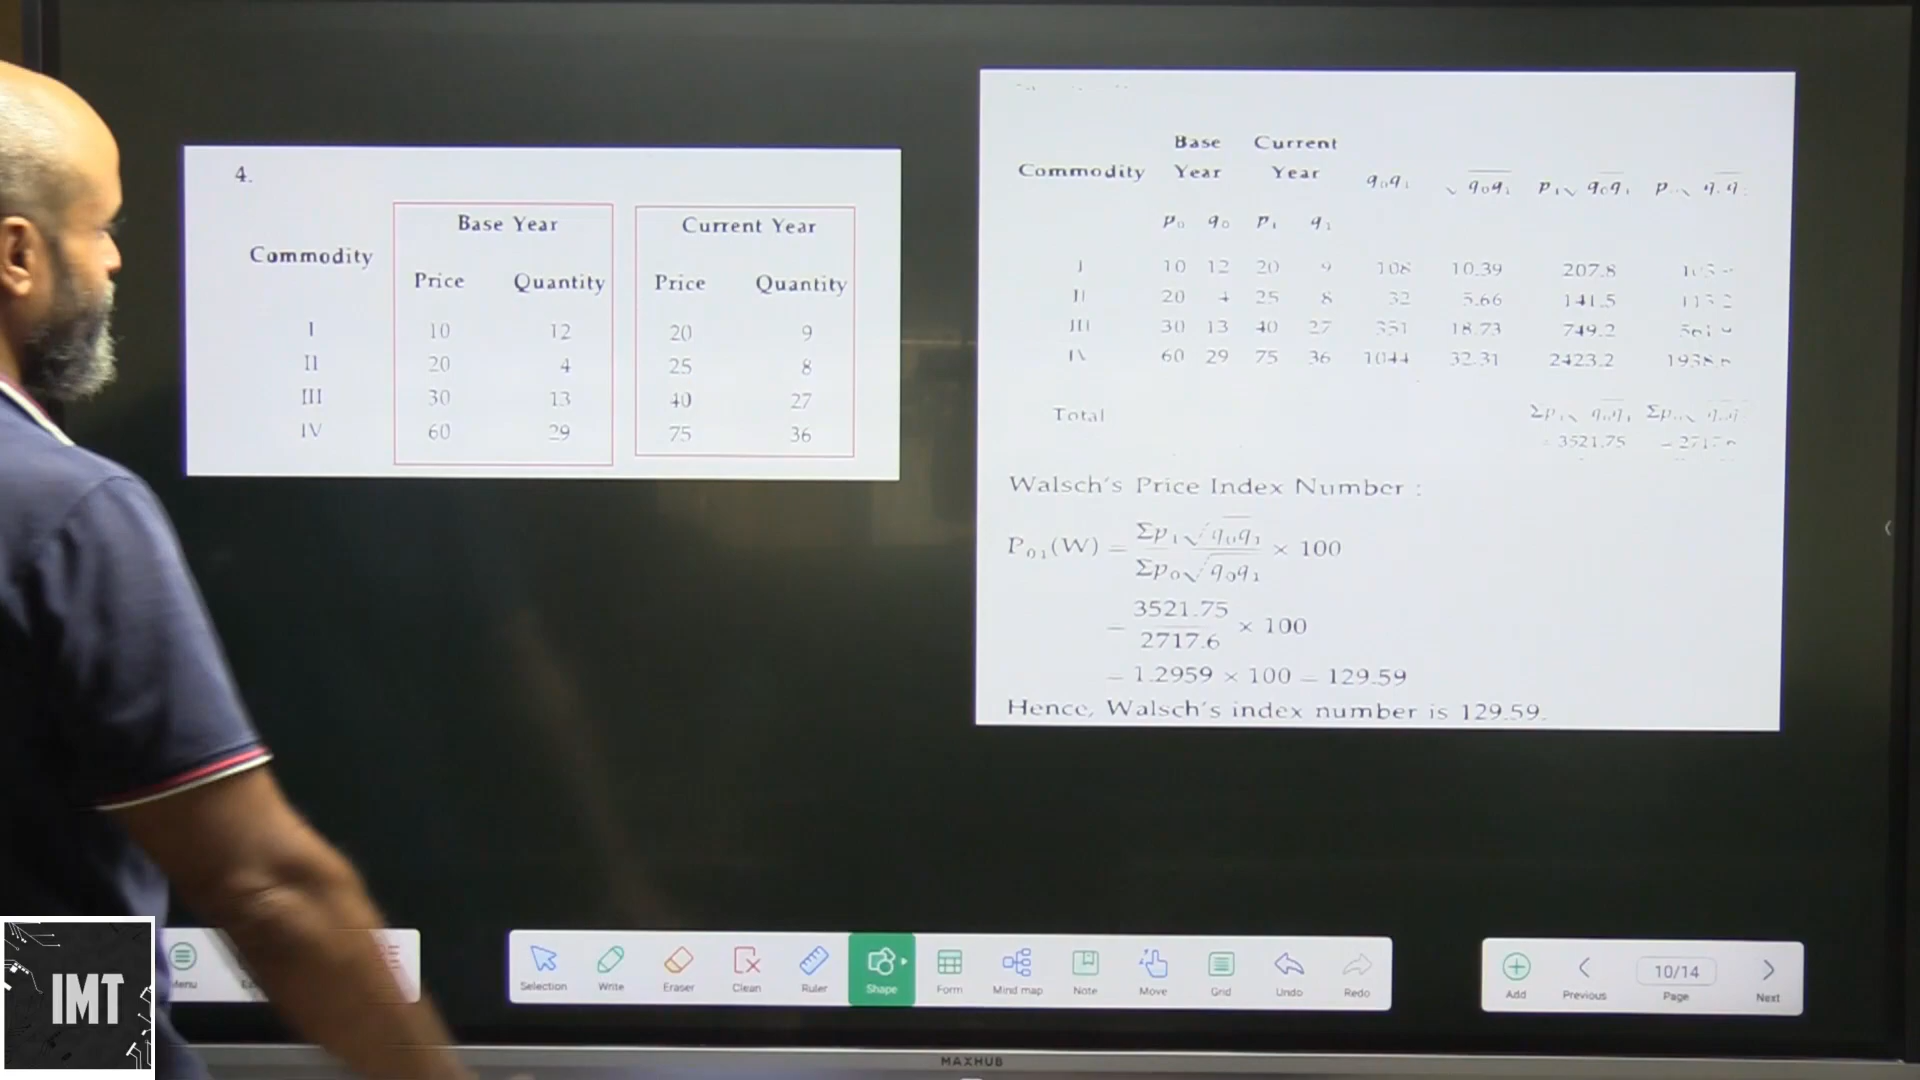 4.
Base Year Current Year
Commodity
Price Quantity Price Quantity
I 10 12 20 9
II 20 4 25 8
III 30 13 40 27
IV 60 29 75 36
Base Current
Commodity Year Year q₀q₁ √q₀q₁ p₁√q₀q₁
p₀ q₀ p₁ q₁
I 10 12 20 9 108 10.39 207.8
II 20 4 25 8 32 5.66 141.5
III 30 13 40 27 351 18.73 749.2
IV 60 29 75 36 1044 32.31 2423.2
Total Σp₁√q₀q₁
= 3521.75
Walsch's Price Index Number :
P₀₁(W) = Σp₁√q₀q₁ / Σp₀√q₀q₁ × 100
= 3521.75 / 2717.6 × 100
= 1.2959 × 100 = 129.59
Hence, Walsch's index number is 129.59.
IMT
Selection Write Eraser Clean Ruler Shape Form Mind map Note Move Grid Undo Redo
Add Previous 10/14 Page Next
MAXHUB